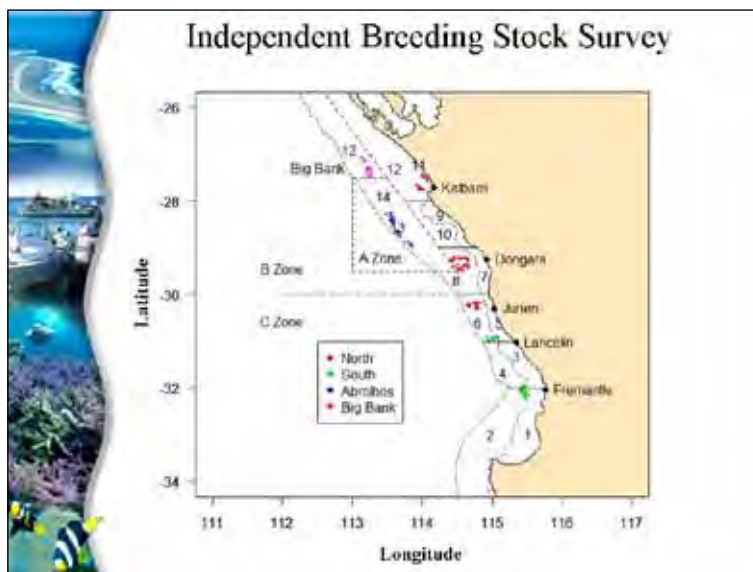 Independent Breeding Stock Survey
-26
12
Big Bank
12
11
Kalbarri
-28
14
9
10
A Zone
Dongara
B Zone
8
7
-30
Jurien
C Zone
6
5
Lancelin
North
3
South
4
Abrolhos
-32
Big Bank
Fremantle
2
1
-34
111
112
113
114
115
116
117
Latitude
Longitude